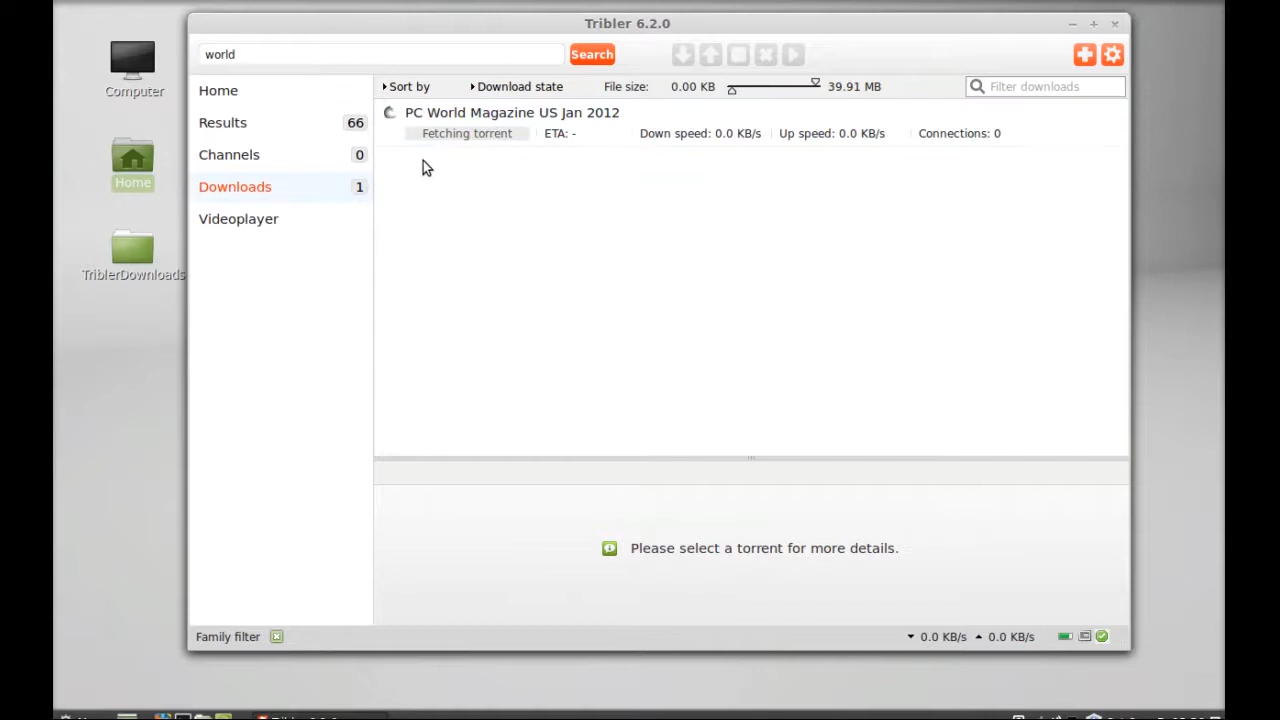 Tribler 6.2.0
world
Search
Computer
Home
TriblerDownloads
Home
Results 66
Channels 0
Downloads 1
Videoplayer
Sort by Download state File size: 0.00 KB 39.91 MB Filter downloads
PC World Magazine US Jan 2012
Fetching torrent ETA: - Down speed: 0.0 KB/s Up speed: 0.0 KB/s Connections: 0
Please select a torrent for more details.
Family filter 0.0 KB/s 0.0 KB/s